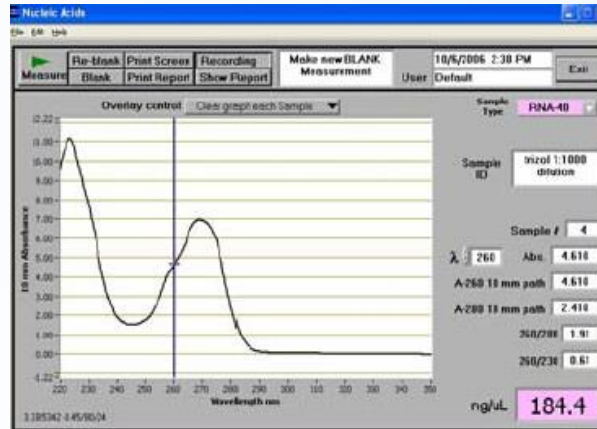 Nucleic Acids
File Edit Help
Measure
Re-blank Print Screen Recording
Blank Print Report Show Report
Make new BLANK
Measurement
10/6/2006 2:38 PM
User Default
Exit
Overlay control Clear graph each Sample
Sample
Type
RNA-40
Sample
ID
trizol 1:1000
dilution
Sample # 4
λ 260 Abs. 4.610
A-260 10 mm path 4.610
A-280 10 mm path 2.410
260/280 1.91
260/230 0.61
ng/uL 184.4
10 mm Absorbance
12.22
11.00
9.00
8.00
7.00
6.00
5.00
4.00
3.00
2.00
1.00
0.00
-1.22
220 230 240 250 260 270 280 290 300 310 320 330 340 350
Wavelength nm